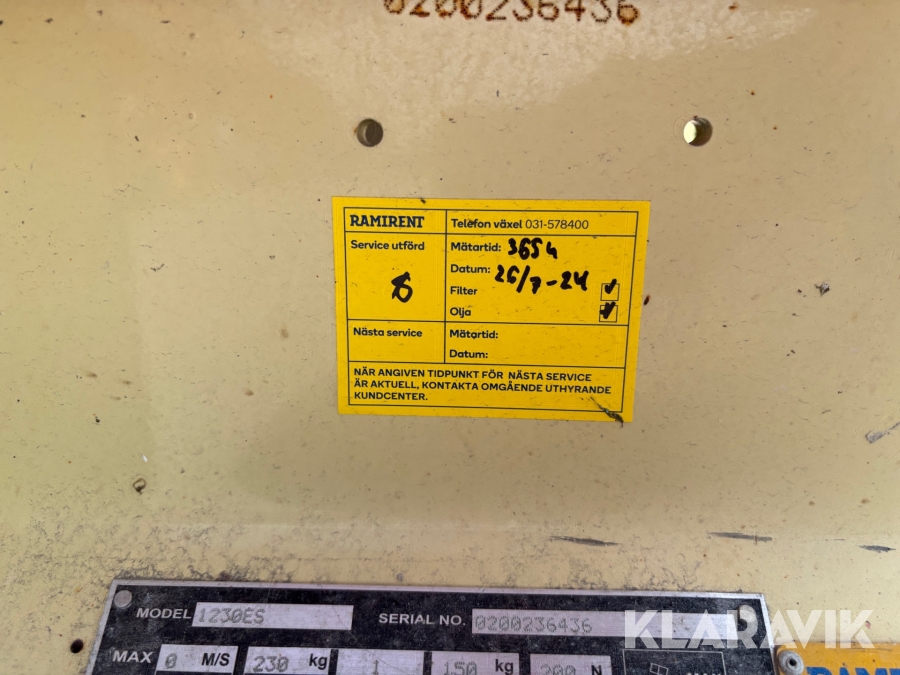 0200236436
RAMIRENT Telefon växel 031-578400
Service utförd Mätartid: 3654
Datum: 26/7-24
Filter
Olja
Nästa service Mätartid:
Datum:
NÄR ANGIVEN TIDPUNKT FÖR NÄSTA SERVICE
ÄR AKTUELL, KONTAKTA OMGÅENDE UTHYRANDE
KUNDCENTER.
MODEL 1230ES SERIAL NO. 0200236436
KLARAVIK
MAX 0 M/S 230 kg 1 150 kg 200 N